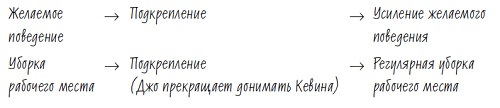 Желаемое → Подкрепление → Усиление желаемого
поведение поведения
Уборка → Подкрепление → Регулярная уборка
рабочего места (Джо прекращает донимать Кевина) рабочего места